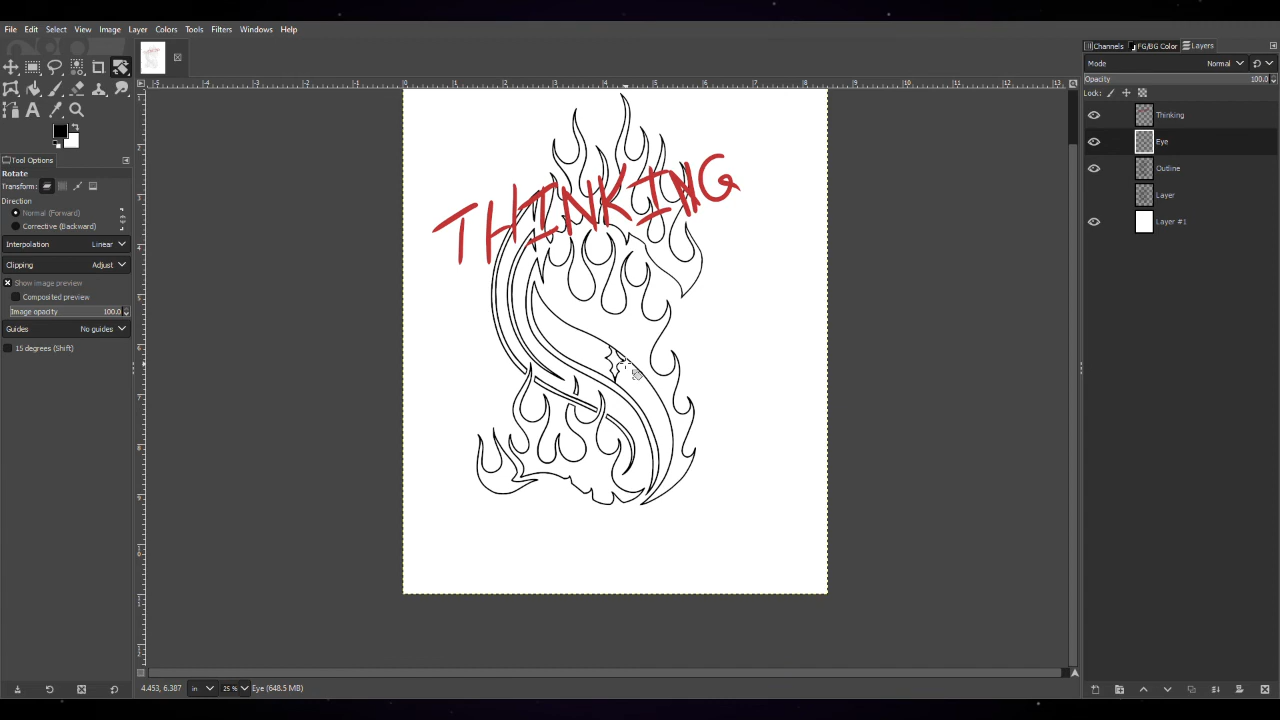 File Edit Select View Image Layer Colors Tools Filters Windows Help
Channels FG/BG Color Layers
Mode Normal
Opacity 100.0
Lock:
Thinking
Eye
Outline
Layer
Layer #1
Tool Options
Rotate
Transform:
Direction
Normal (Forward)
Corrective (Backward)
Interpolation Linear
Clipping Adjust
Show image preview
Composited preview
Image opacity 100.0
Guides No guides
15 degrees (Shift)
THINKING
4.453, 6.387 in 25 % Eye (648.5 MB)